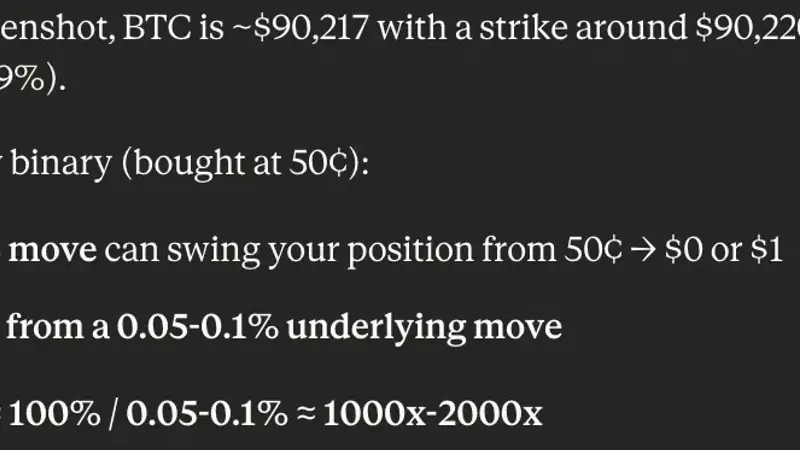 enshot, BTC is ~$90,217 with a strike around $90,220
9%).
binary (bought at 50¢):
move can swing your position from 50¢ → $0 or $1
from a 0.05-0.1% underlying move
100% / 0.05-0.1% ≈ 1000x-2000x